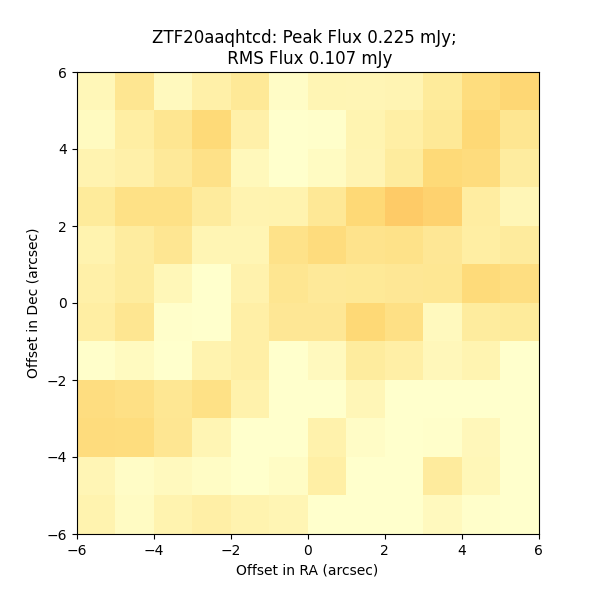 ZTF20aaqhtcd: Peak Flux 0.225 mJy;
RMS Flux 0.107 mJy
6
4
2
0
−2
−4
−6
Offset in Dec (arcsec)
−6 −4 −2 0 2 4 6
Offset in RA (arcsec)